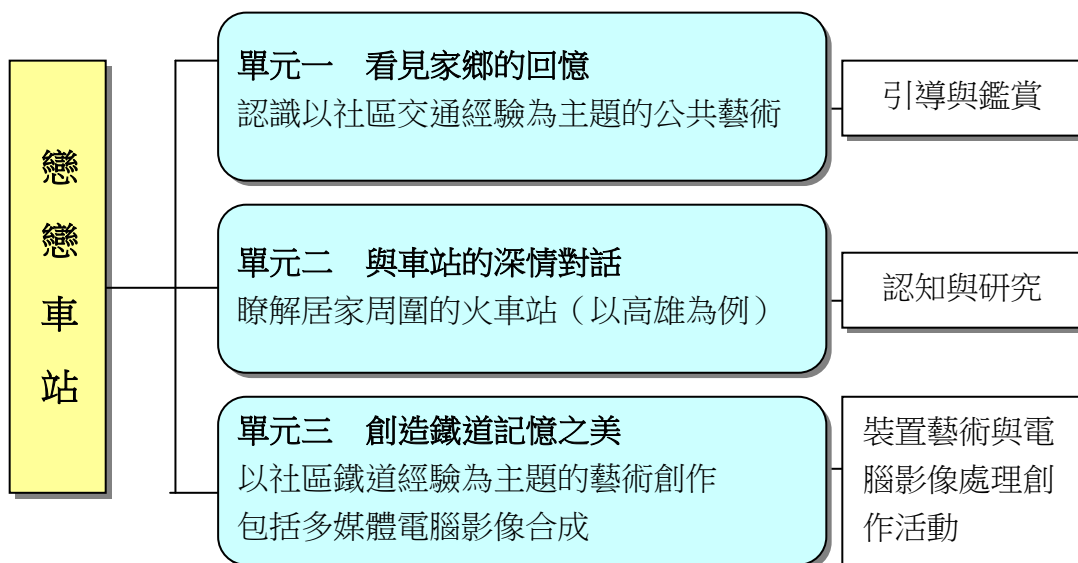 戀戀車站
單元一　看見家鄉的回憶
認識以社區交通經驗為主題的公共藝術
引導與鑑賞
單元二　與車站的深情對話
瞭解居家周圍的火車站（以高雄為例）
認知與研究
單元三　創造鐵道記憶之美
以社區鐵道經驗為主題的藝術創作
包括多媒體電腦影像合成
裝置藝術與電
腦影像處理創
作活動